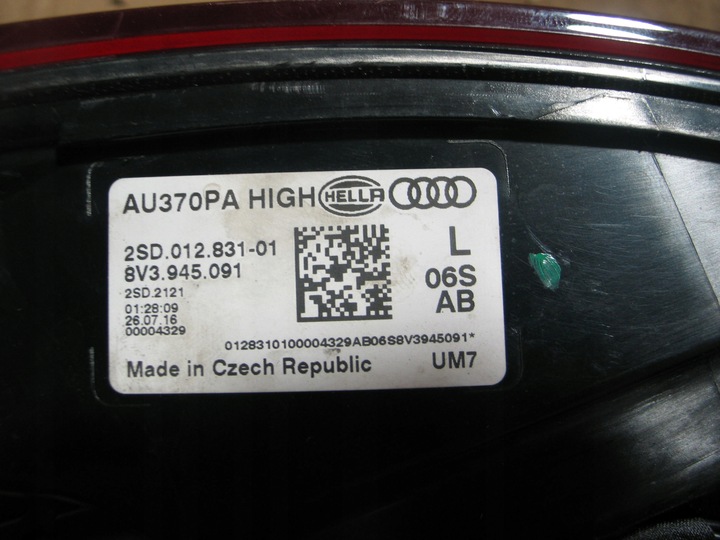 AU370PA HIGH HELLA
2SD.012.831-01
8V3.945.091
2SD.2121
01:28:09
26.07.16
00004329
L
06S
AB
0128310100004329AB06S8V3945091*
Made in Czech Republic UM7